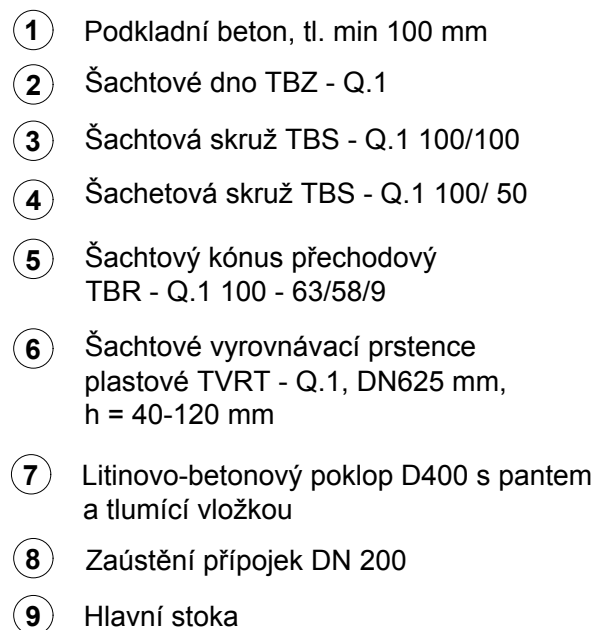 1 Podkladní beton, tl. min 100 mm
2 Šachtové dno TBZ - Q.1
3 Šachtová skruž TBS - Q.1 100/100
4 Šachetová skruž TBS - Q.1 100/ 50
5 Šachtový kónus přechodový
TBR - Q.1 100 - 63/58/9
6 Šachtové vyrovnávací prstence
plastové TVRT - Q.1, DN625 mm,
h = 40-120 mm
7 Litinovo-betonový poklop D400 s pantem
a tlumící vložkou
8 Zaústění přípojek DN 200
9 Hlavní stoka